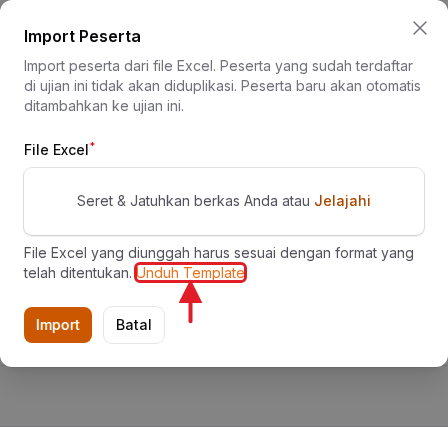 Import Peserta
Import peserta dari file Excel. Peserta yang sudah terdaftar
di ujian ini tidak akan diduplikasi. Peserta baru akan otomatis
ditambahkan ke ujian ini.
File Excel*
Seret & Jatuhkan berkas Anda atau Jelajahi
File Excel yang diunggah harus sesuai dengan format yang
telah ditentukan. Unduh Template
Import Batal